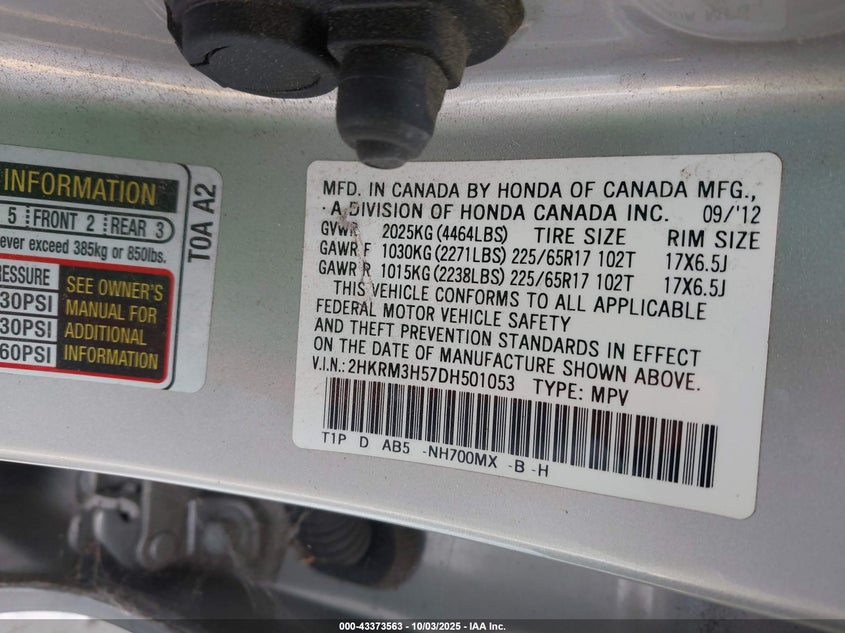 INFORMATION
5 FRONT 2 REAR 3
ever exceed 385kg or 850lbs.
RESSURE
30PSI
30PSI
60PSI
SEE OWNER'S
MANUAL FOR
ADDITIONAL
INFORMATION
T0A A2
MFD. IN CANADA BY HONDA OF CANADA MFG.,
A DIVISION OF HONDA CANADA INC. 09/'12
GVWR 2025KG (4464LBS) TIRE SIZE RIM SIZE
GAWR F 1030KG (2271LBS) 225/65R17 102T 17X6.5J
GAWR R 1015KG (2238LBS) 225/65R17 102T 17X6.5J
THIS VEHICLE CONFORMS TO ALL APPLICABLE
FEDERAL MOTOR VEHICLE SAFETY
AND THEFT PREVENTION STANDARDS IN EFFECT
ON THE DATE OF MANUFACTURE SHOWN ABOVE.
V.I.N.: 2HKRM3H57DH501053 TYPE: MPV
T1P D AB5 -NH700MX -B -H
000-43373563 - 10/03/2025 - IAA Inc.